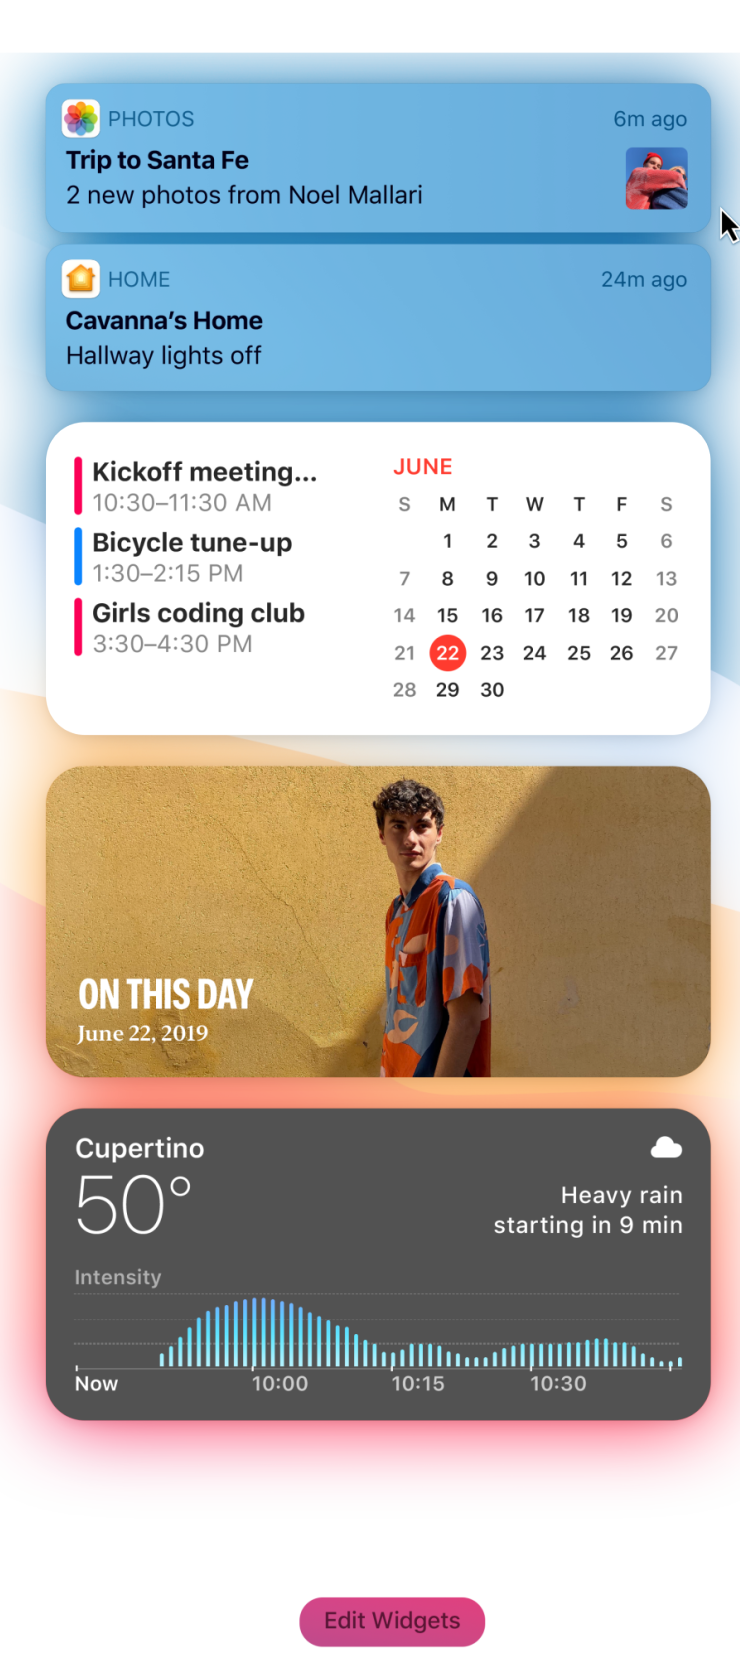 PHOTOS 6m ago
Trip to Santa Fe
2 new photos from Noel Mallari
HOME 24m ago
Cavanna’s Home
Hallway lights off
Kickoff meeting...
10:30–11:30 AM
Bicycle tune-up
1:30–2:15 PM
Girls coding club
3:30–4:30 PM
JUNE
S M T W T F S
1 2 3 4 5 6
7 8 9 10 11 12 13
14 15 16 17 18 19 20
21 22 23 24 25 26 27
28 29 30
ON THIS DAY
June 22, 2019
Cupertino
50°
Heavy rain
starting in 9 min
Intensity
Now 10:00 10:15 10:30
Edit Widgets